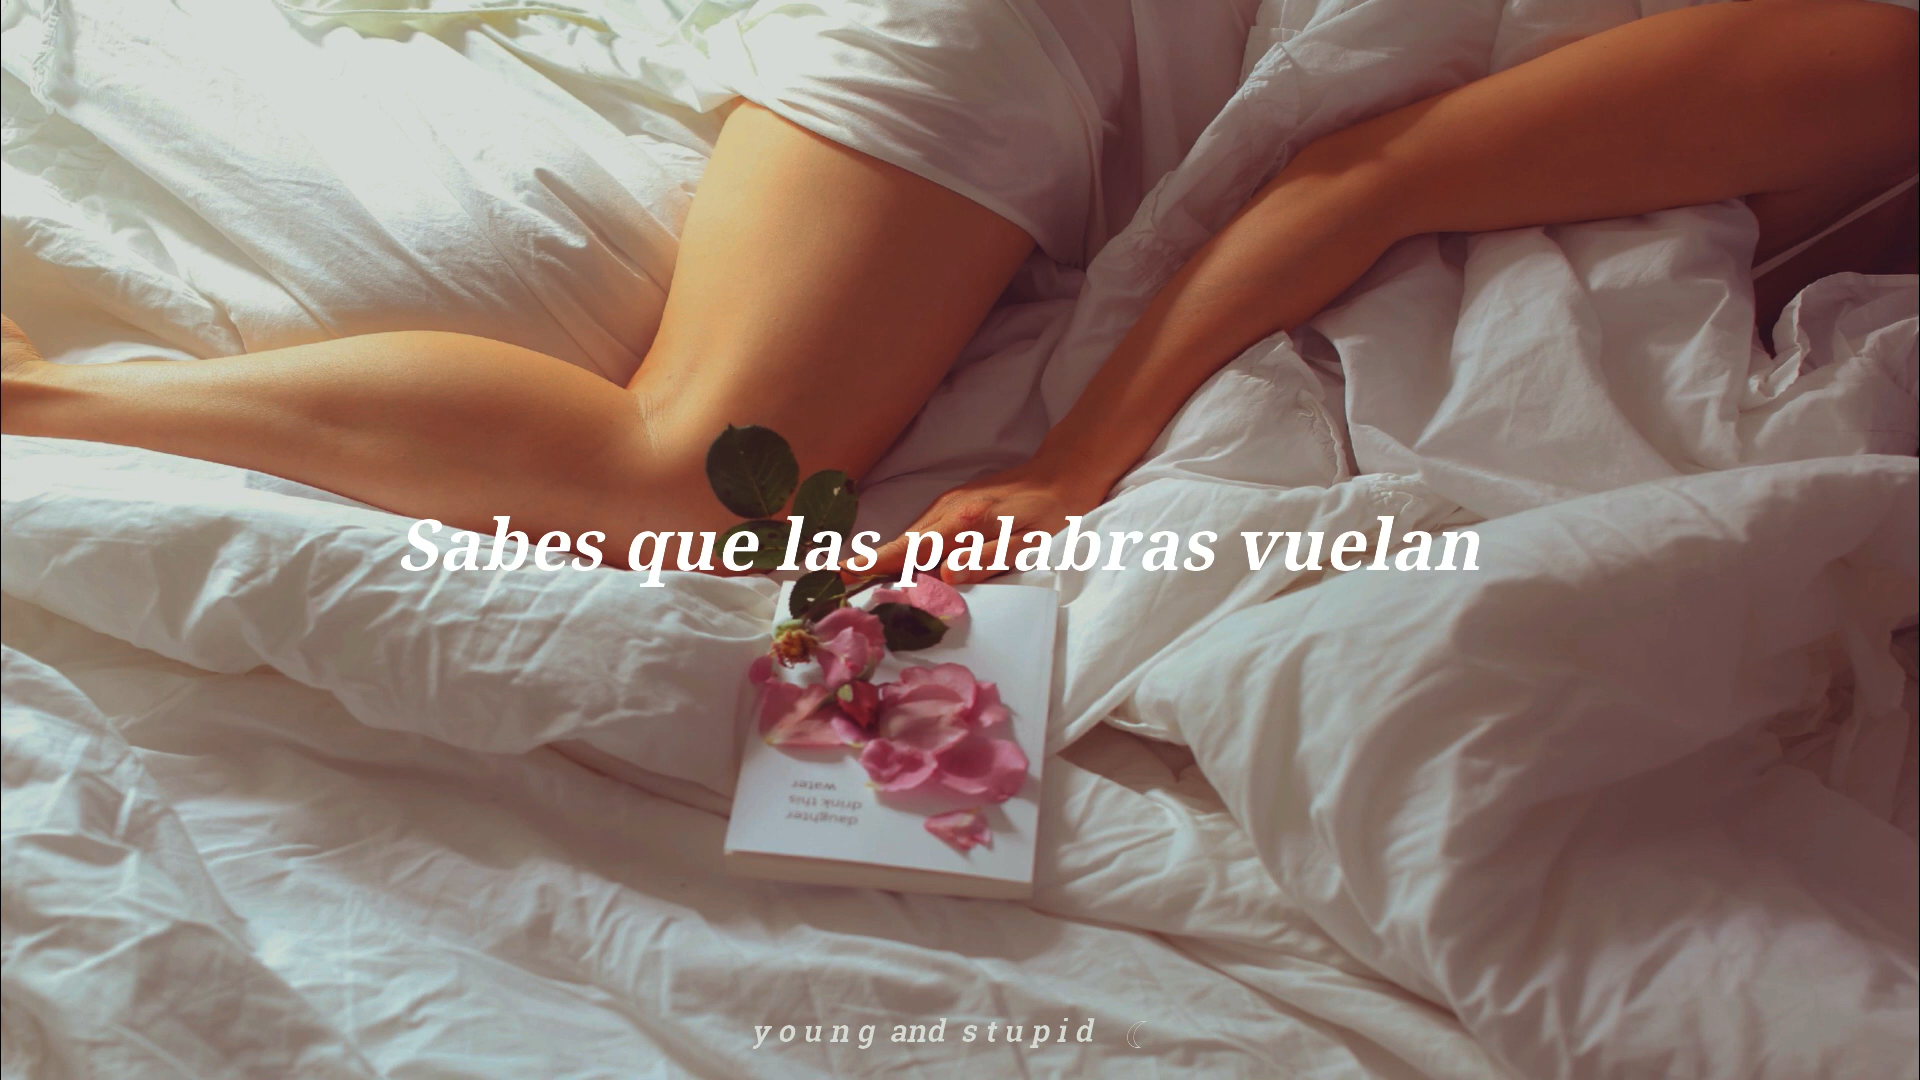 Sabes que las palabras vuelan
water
drink this
daughter
young and stupid ☾